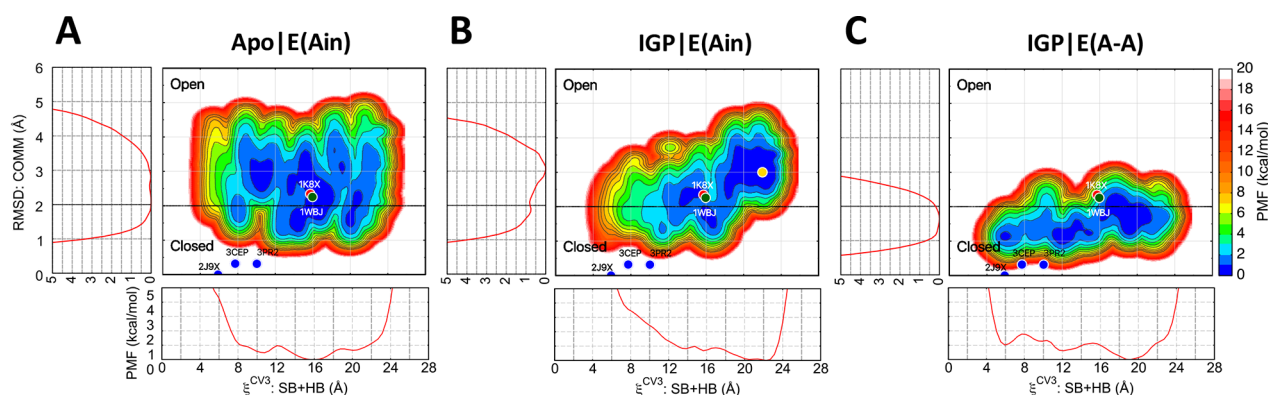 A
Apo|E(Ain)
B
IGP|E(Ain)
C
IGP|E(A-A)
RMSD: COMM (Å)
6
5
4
3
2
1
0
5 4 3 2 1 0
Open
1K8X
1WBJ
Closed
3CEP 3PR2
2J9X
5 4 3 2 1 0
Open
1K8X
1WBJ
Closed
3CEP 3PR2
2J9X
5 4 3 2 1 0
Open
1K8X
1WBJ
Closed
3CEP 3PR2
2J9X
20
18
16
14
12
10
8
6
4
2
0
PMF (kcal/mol)
PMF (kcal/mol)
5
4
3
2
1
0
0 4 8 12 16 20 24 28
ξCV3: SB+HB (Å)
0 4 8 12 16 20 24 28
ξCV3: SB+HB (Å)
0 4 8 12 16 20 24 28
ξCV3: SB+HB (Å)